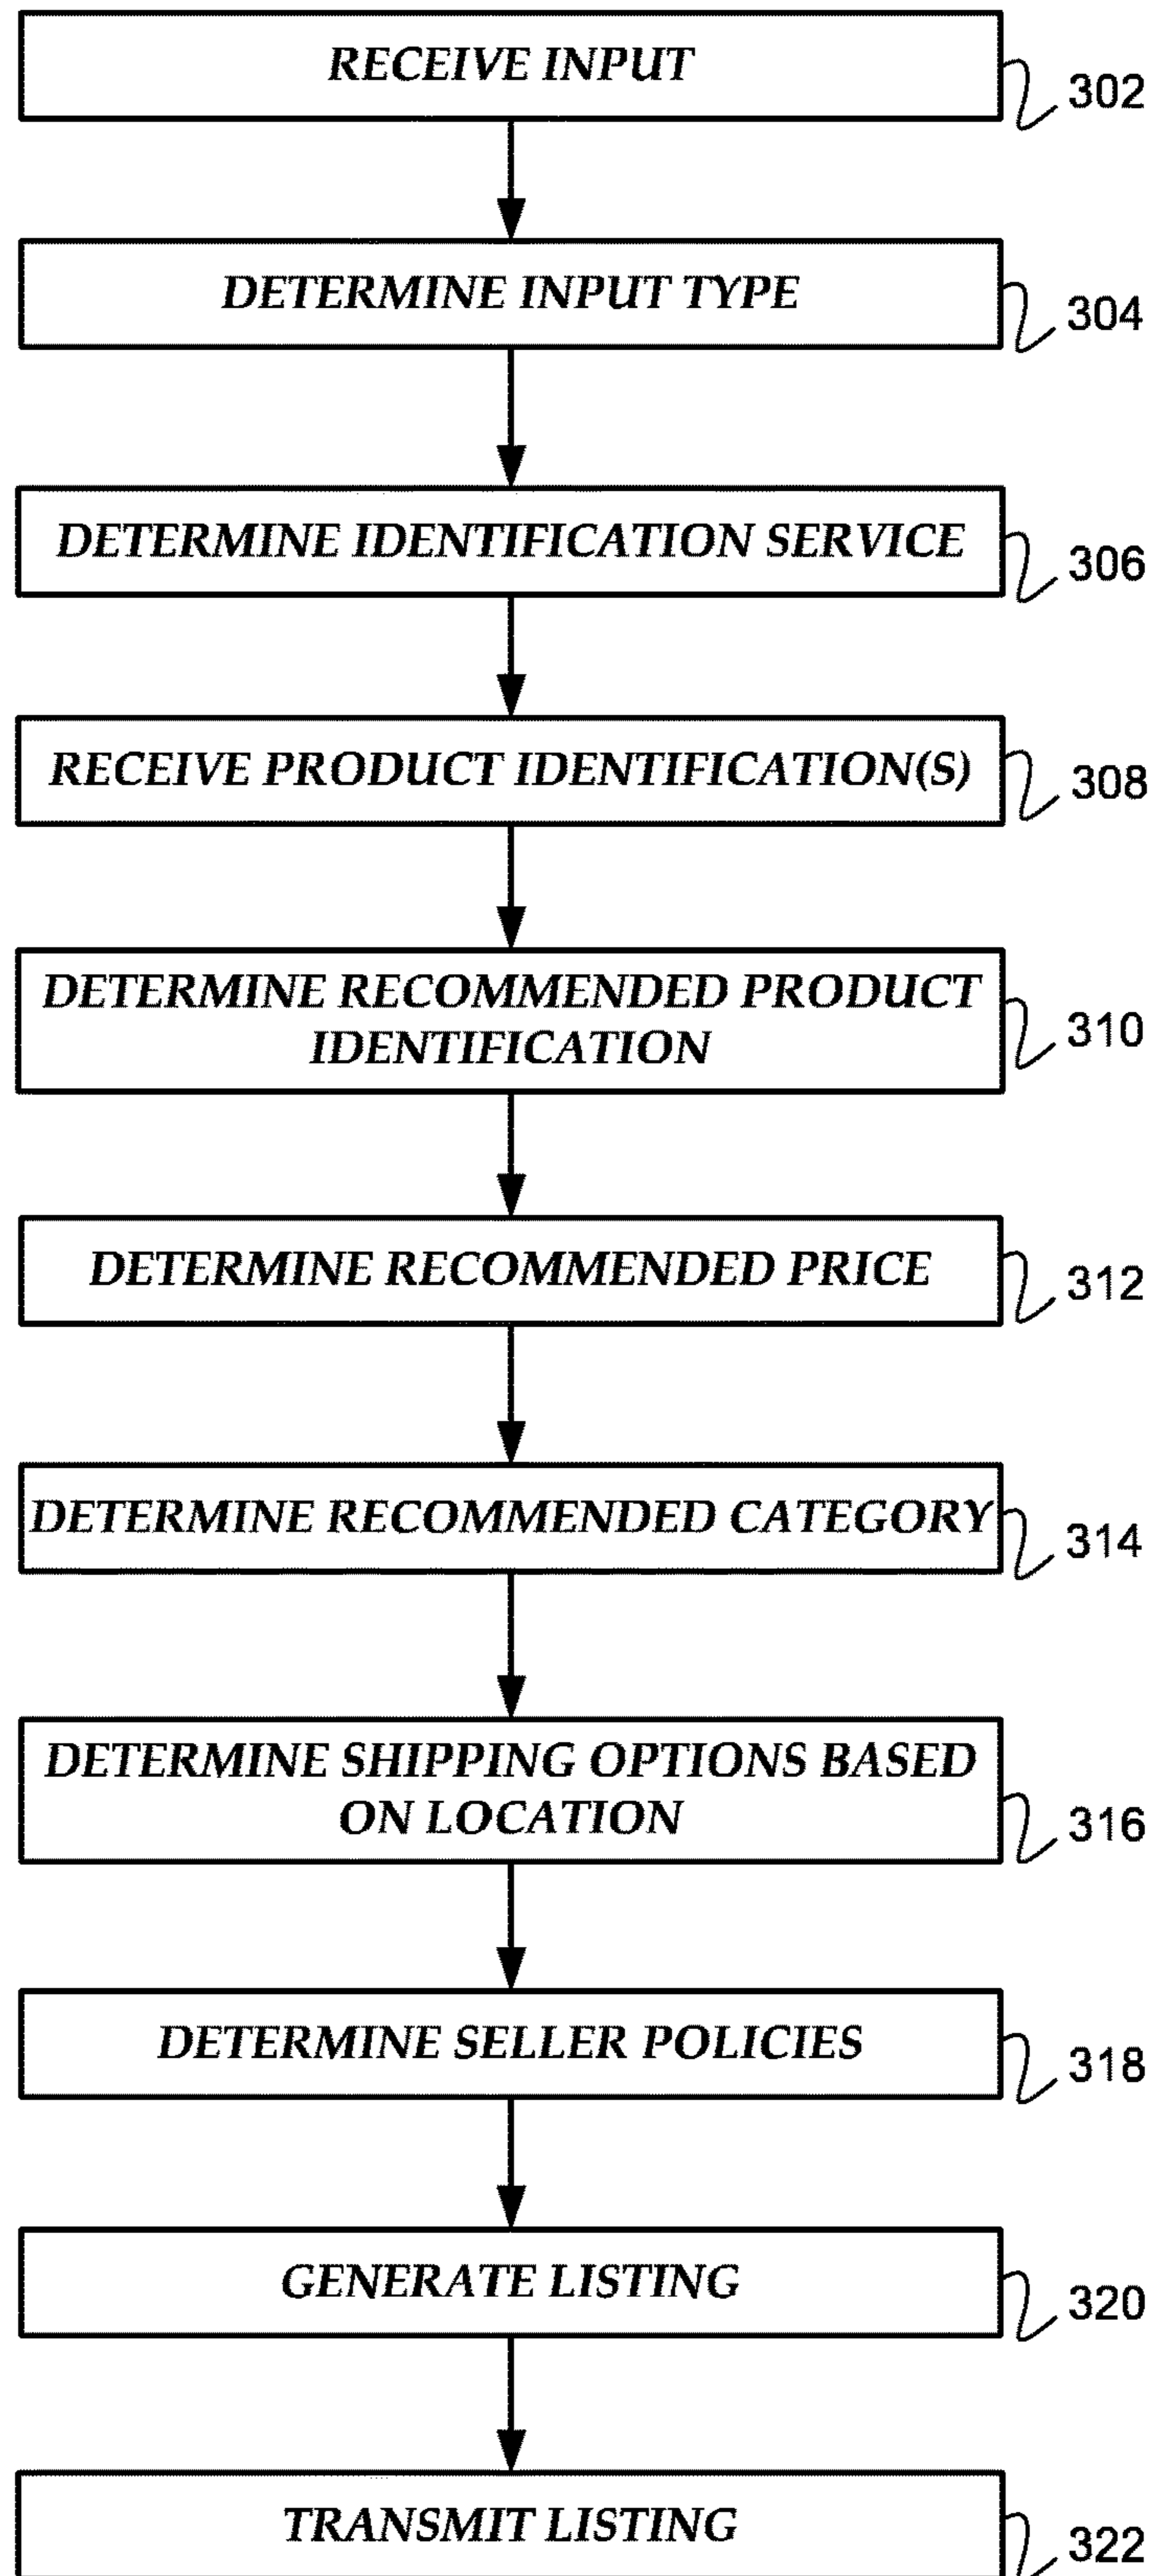 RECEIVE INPUT
302
DETERMINE INPUT TYPE
304
DETERMINE IDENTIFICATION SERVICE
306
RECEIVE PRODUCT IDENTIFICATION(S)
308
DETERMINE RECOMMENDED PRODUCT
IDENTIFICATION
310
DETERMINE RECOMMENDED PRICE
312
DETERMINE RECOMMENDED CATEGORY
314
DETERMINE SHIPPING OPTIONS BASED
ON LOCATION
316
DETERMINE SELLER POLICIES
318
GENERATE LISTING
320
TRANSMIT LISTING
322